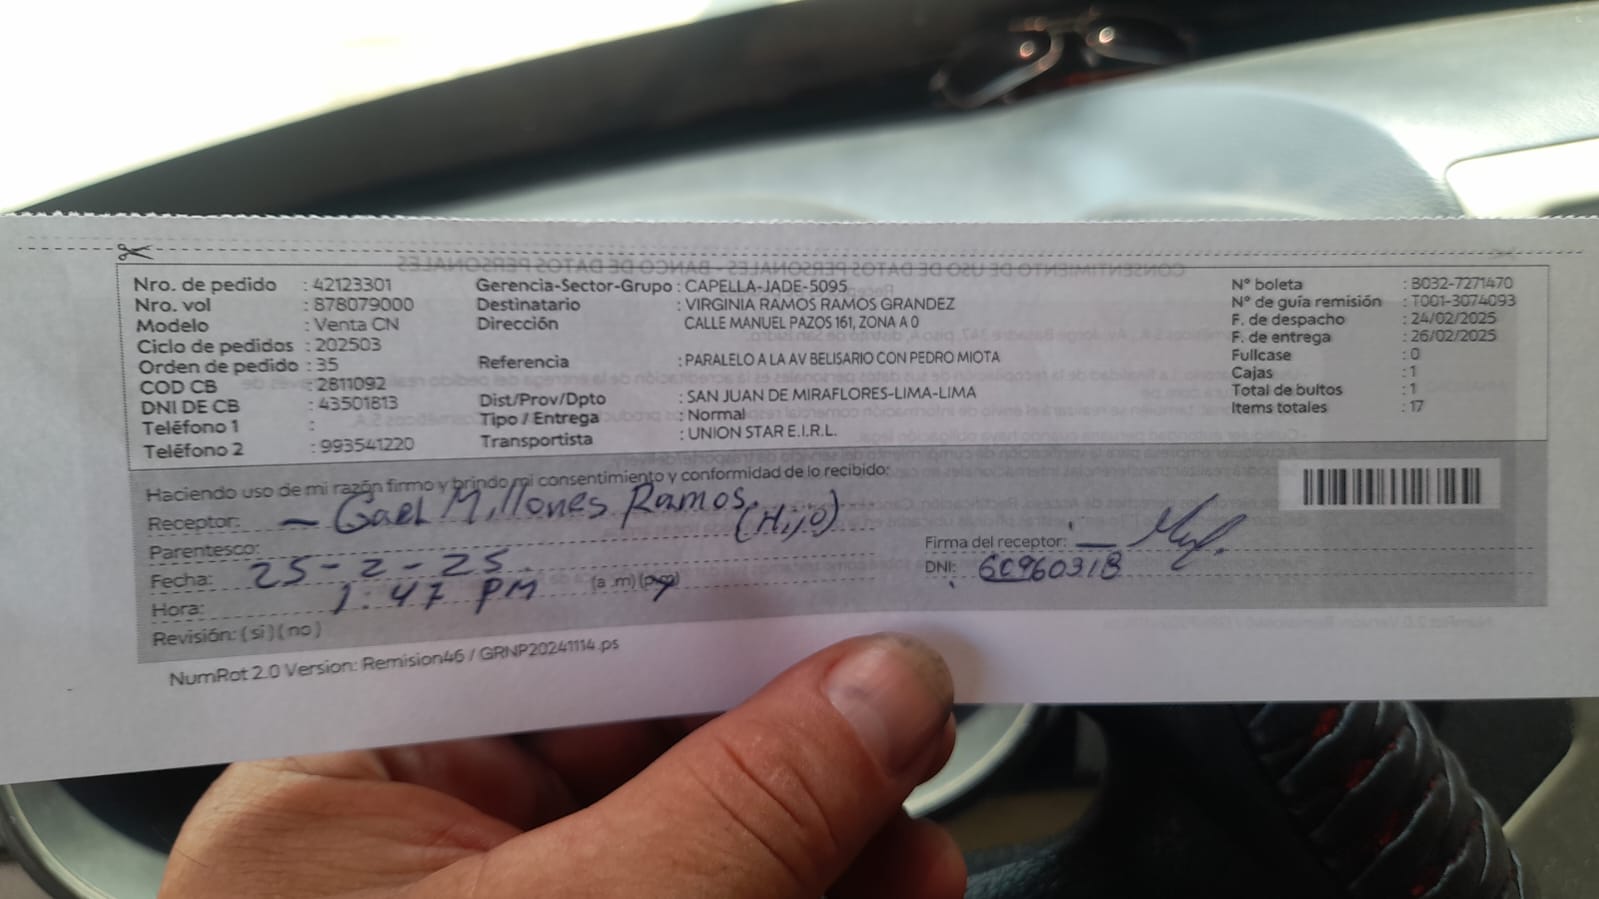 Nro. de pedido : 42123301
Nro. vol : 878079000
Modelo : Venta CN
Ciclo de pedidos : 202503
Orden de pedido : 35
COD CB : 2811092
DNI DE CB : 43501813
Teléfono 1 :
Teléfono 2 : 993541220
Gerencia-Sector-Grupo : CAPELLA-JADE-5095
Destinatario : VIRGINIA RAMOS RAMOS GRANDEZ
Dirección CALLE MANUEL PAZOS 161, ZONA A 0
Referencia : PARALELO A LA AV BELISARIO CON PEDRO MIOTA
Dist/Prov/Dpto : SAN JUAN DE MIRAFLORES-LIMA-LIMA
Tipo / Entrega : Normal
Transportista : UNION STAR E.I.R.L.
N° boleta : B032-7271470
N° de guía remisión : T001-3074093
F. de despacho : 24/02/2025
F. de entrega : 26/02/2025
Fullcase : 0
Cajas : 1
Total de bultos : 1
Items totales : 17
Haciendo uso de mi razón firmo y brindo mi consentimiento y conformidad de lo recibido:
Receptor: - Gael Millones Ramos
Parentesco: (Hijo)
Fecha: 25-2-25
Hora: 1:47 PM (a .m) (p.m)
Revisión: ( si ) ( no )
Firma del receptor:
DNI: 60960318
NumRot 2.0 Version: Remision46 / GRNP20241114.ps